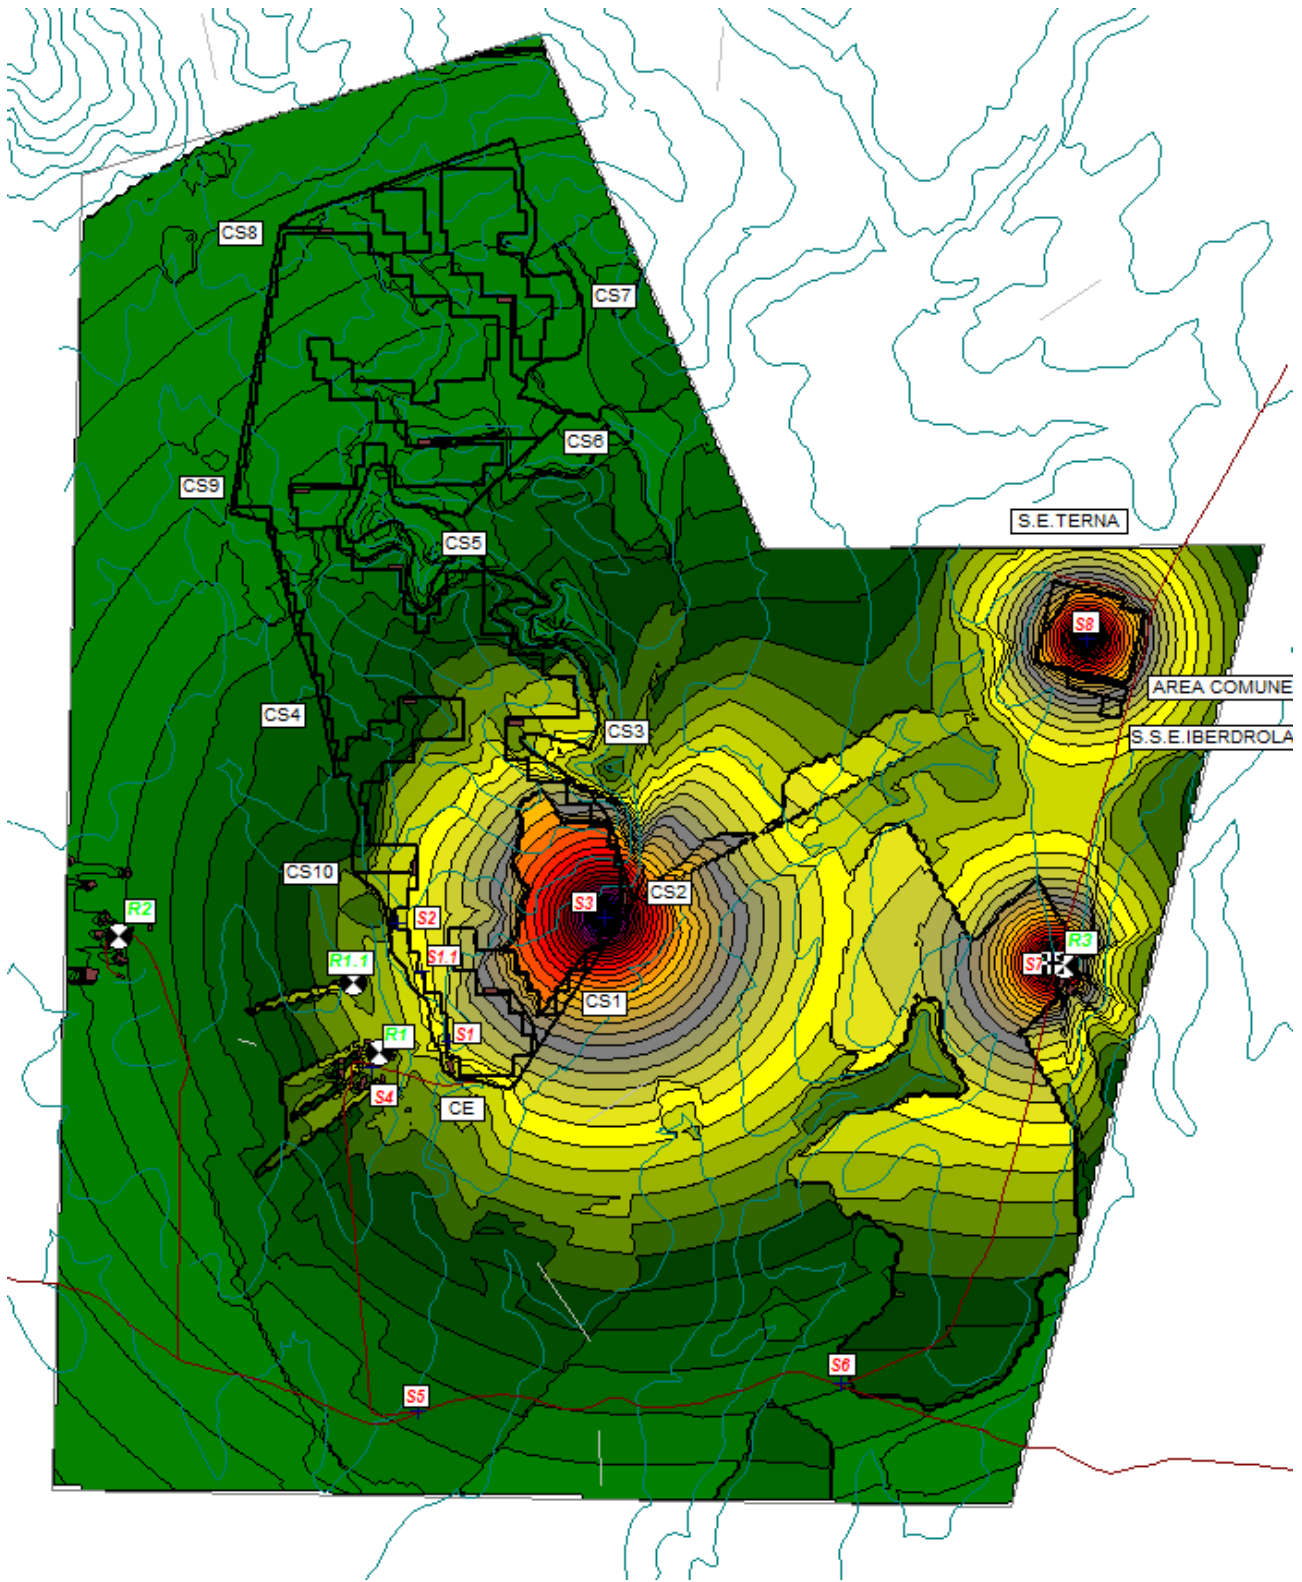 CS8
CS7
CS6
CS9
S.E.TERNA
CS5
S8
AREA COMUNE
CS4
CS3
S.S.E.IBERDROLA
CS10
CS2
S3
R2
S2
R3
S1.1
R1.1
S7
CS1
R1
S1
S4
CE
S6
S5